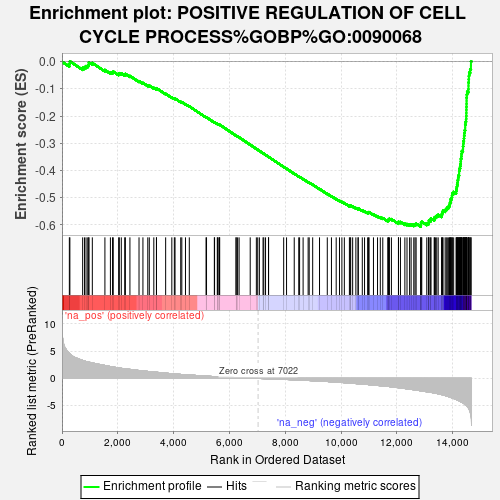 Enrichment plot: POSITIVE REGULATION OF CELL
CYCLE PROCESS%GOBP%GO:0090068
Enrichment score (ES)
0.0
-0.1
-0.2
-0.3
-0.4
-0.5
-0.6
Ranked list metric (PreRanked)
10
5
0
-5
'na_pos' (positively correlated)
Zero cross at 7022
'na_neg' (negatively correlated)
0
2,000
4,000
6,000
8,000
10,000
12,000
14,000
Rank in Ordered Dataset
Enrichment profile
Hits
Ranking metric scores